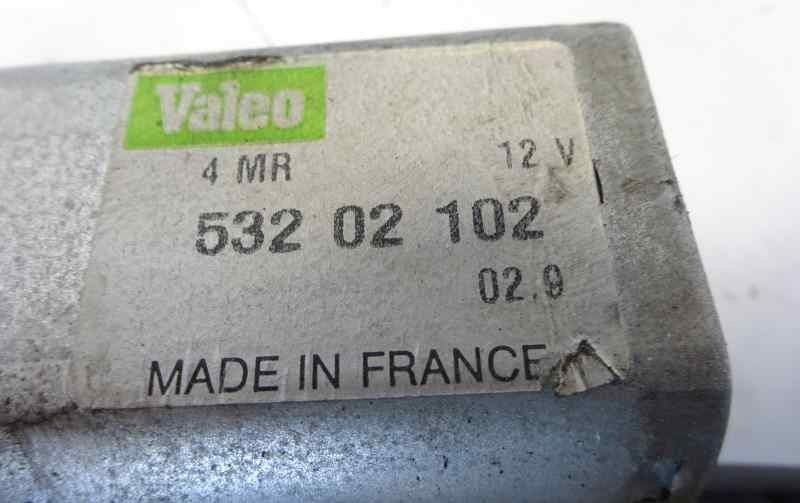 Valeo
4 MR 12 V
532 02 102
02.9
MADE IN FRANCE